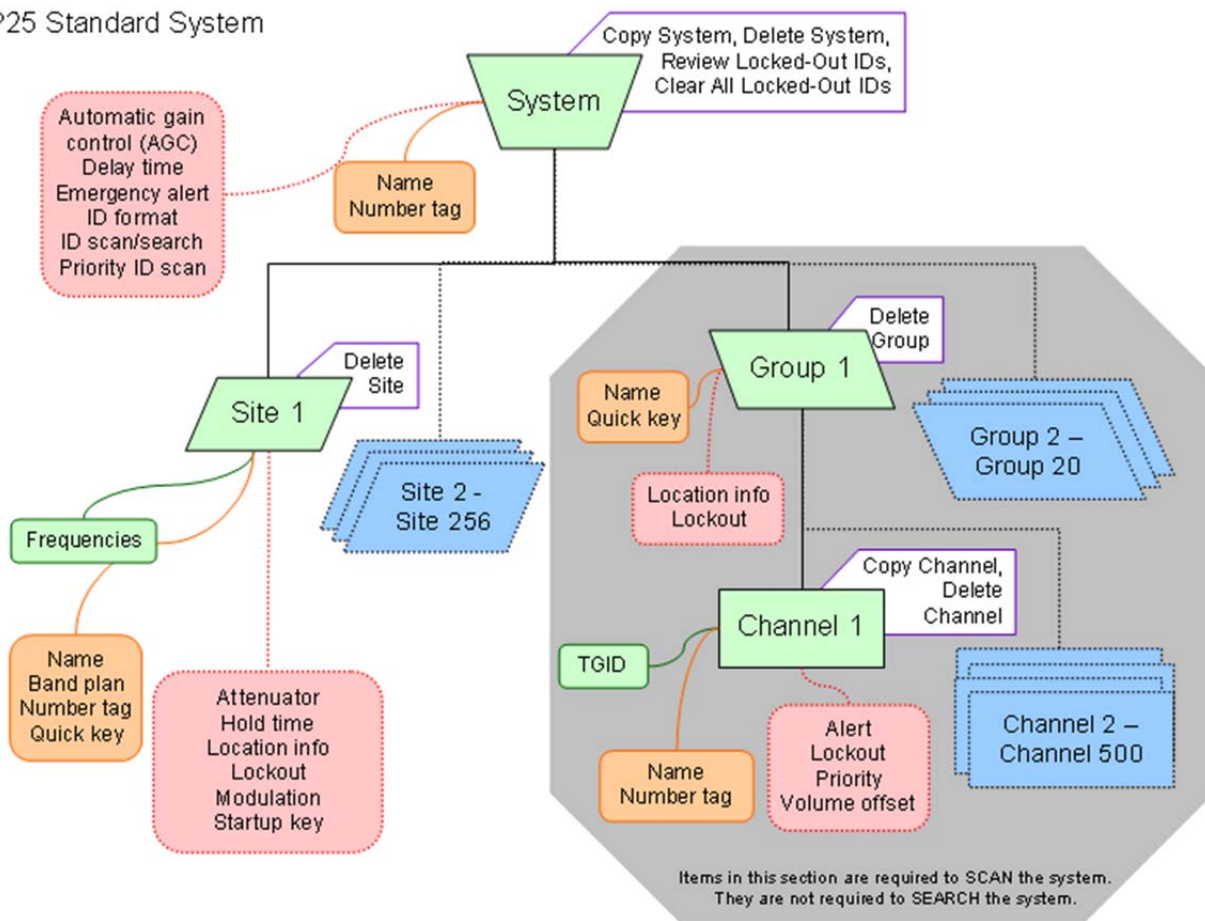 P25 Standard System
Copy System, Delete System,
Review Locked-Out IDs,
Clear All Locked-Out IDs
System
Automatic gain
control (AGC)
Delay time
Emergency alert
ID format
ID scan/search
Priority ID scan
Name
Number tag
Delete
Site
Site 1
Site 2 -
Site 256
Frequencies
Name
Band plan
Number tag
Quick key
Attenuator
Hold time
Location info
Lockout
Modulation
Startup key
Delete
Group
Group 1
Name
Quick key
Location info
Lockout
Group 2 –
Group 20
Copy Channel,
Delete
Channel
Channel 1
TGID
Name
Number tag
Alert
Lockout
Priority
Volume offset
Channel 2 –
Channel 500
Items in this section are required to SCAN the system.
They are not required to SEARCH the system.